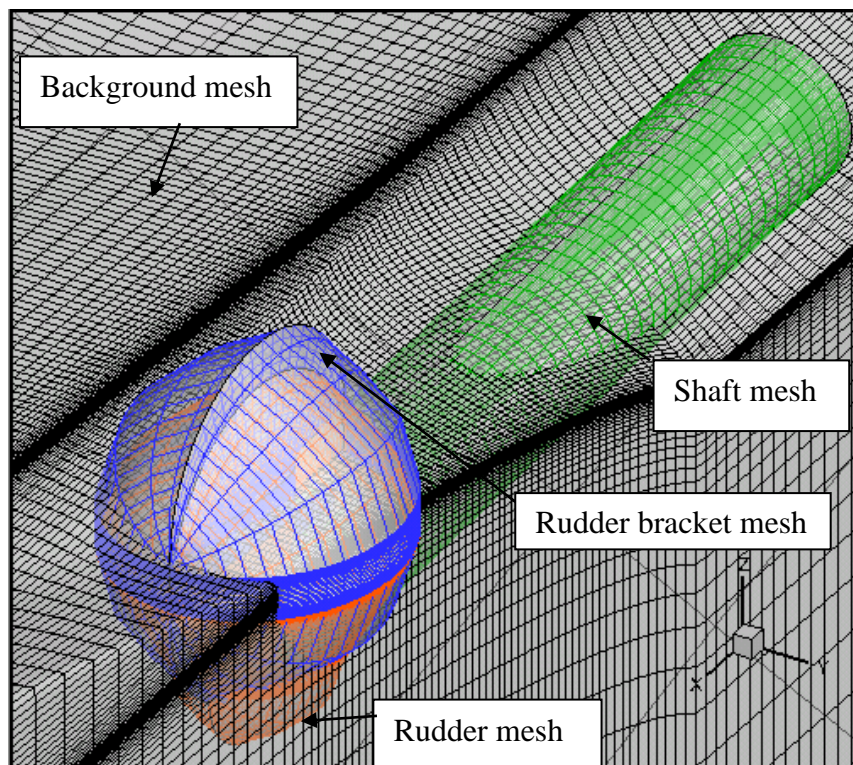 Background mesh
Shaft mesh
Rudder bracket mesh
Z
X
Y
Rudder mesh